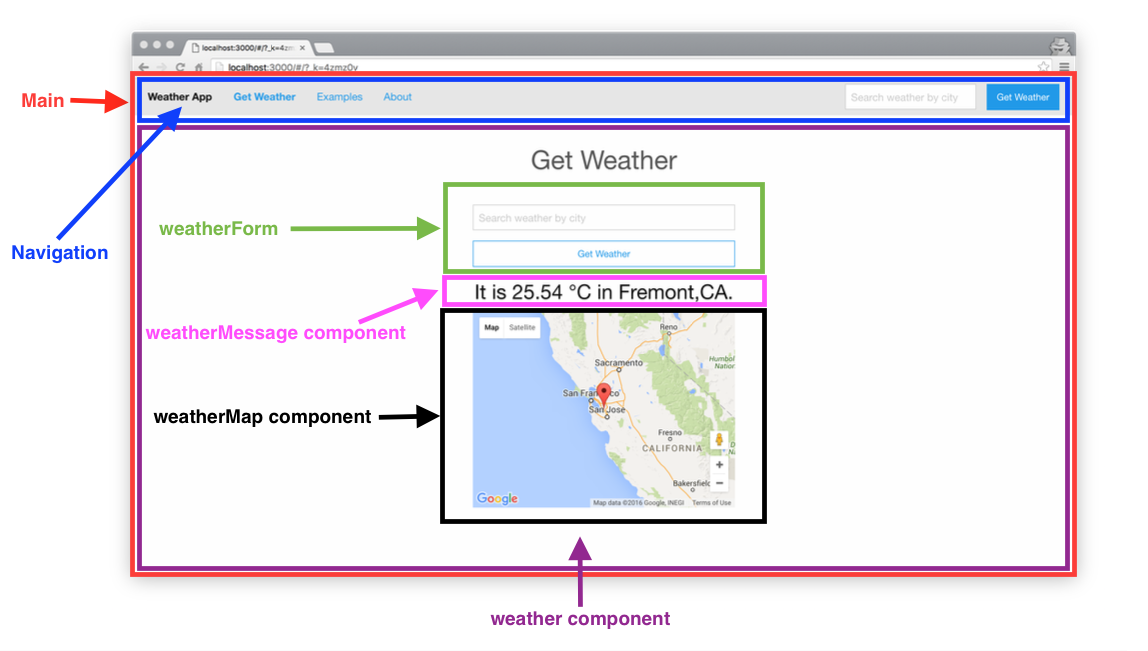 localhost:3000/#/?_k=4zm
localhost:3000/#/?_k=4zmz0v
Main
Weather App Get Weather Examples About Search weather by city Get Weather
Get Weather
weatherForm
Search weather by city
Get Weather
Navigation
It is 25.54 °C in Fremont,CA.
weatherMessage component
Map Satellite
Reno
Sacramento
San Francisco
San Jose
weatherMap component
Fresno
CALIFORNIA
+
Bakersfiel
−
Google
Map data ©2016 Google, INEGI Terms of Use
weather component